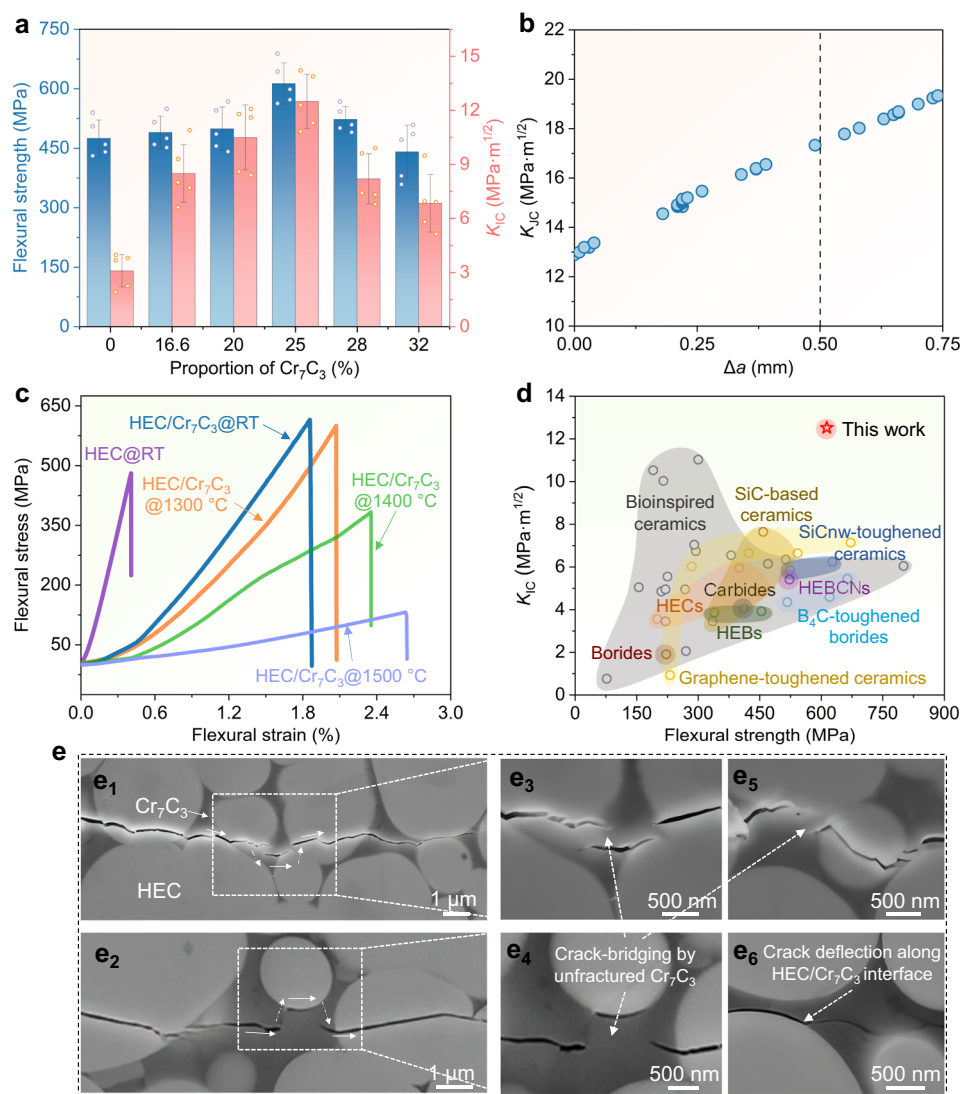 a
Flexural strength (MPa)
750
600
450
300
150
0
K_IC (MPa·m^1/2)
15
12
9
6
3
0
0 16.6 20 25 28 32
Proportion of Cr₇C₃ (%)
b
K_JC (MPa·m^1/2)
22
20
18
16
14
12
10
0.00 0.25 0.50 0.75
Δa (mm)
c
Flexural stress (MPa)
650
500
350
200
50
HEC/Cr₇C₃@RT
HEC@RT
HEC/Cr₇C₃
@1300 °C
HEC/Cr₇C₃
@1400 °C
HEC/Cr₇C₃@1500 °C
0.0 0.6 1.2 1.8 2.4 3.0
Flexural strain (%)
d
K_IC (MPa·m^1/2)
14
12
10
8
6
4
2
0
This work
Bioinspired
ceramics
SiC-based
ceramics
SiCnw-toughened
ceramics
Carbides
HEBCNs
HECs
HEBs
B₄C-toughened
borides
Borides
Graphene-toughened ceramics
0 150 300 450 600 750 900
Flexural strength (MPa)
e
e₁
Cr₇C₃
HEC
1 μm
e₃
500 nm
e₅
500 nm
e₂
1 μm
e₄
Crack-bridging by
unfractured Cr₇C₃
500 nm
e₆
Crack deflection along
HEC/Cr₇C₃ interface
500 nm